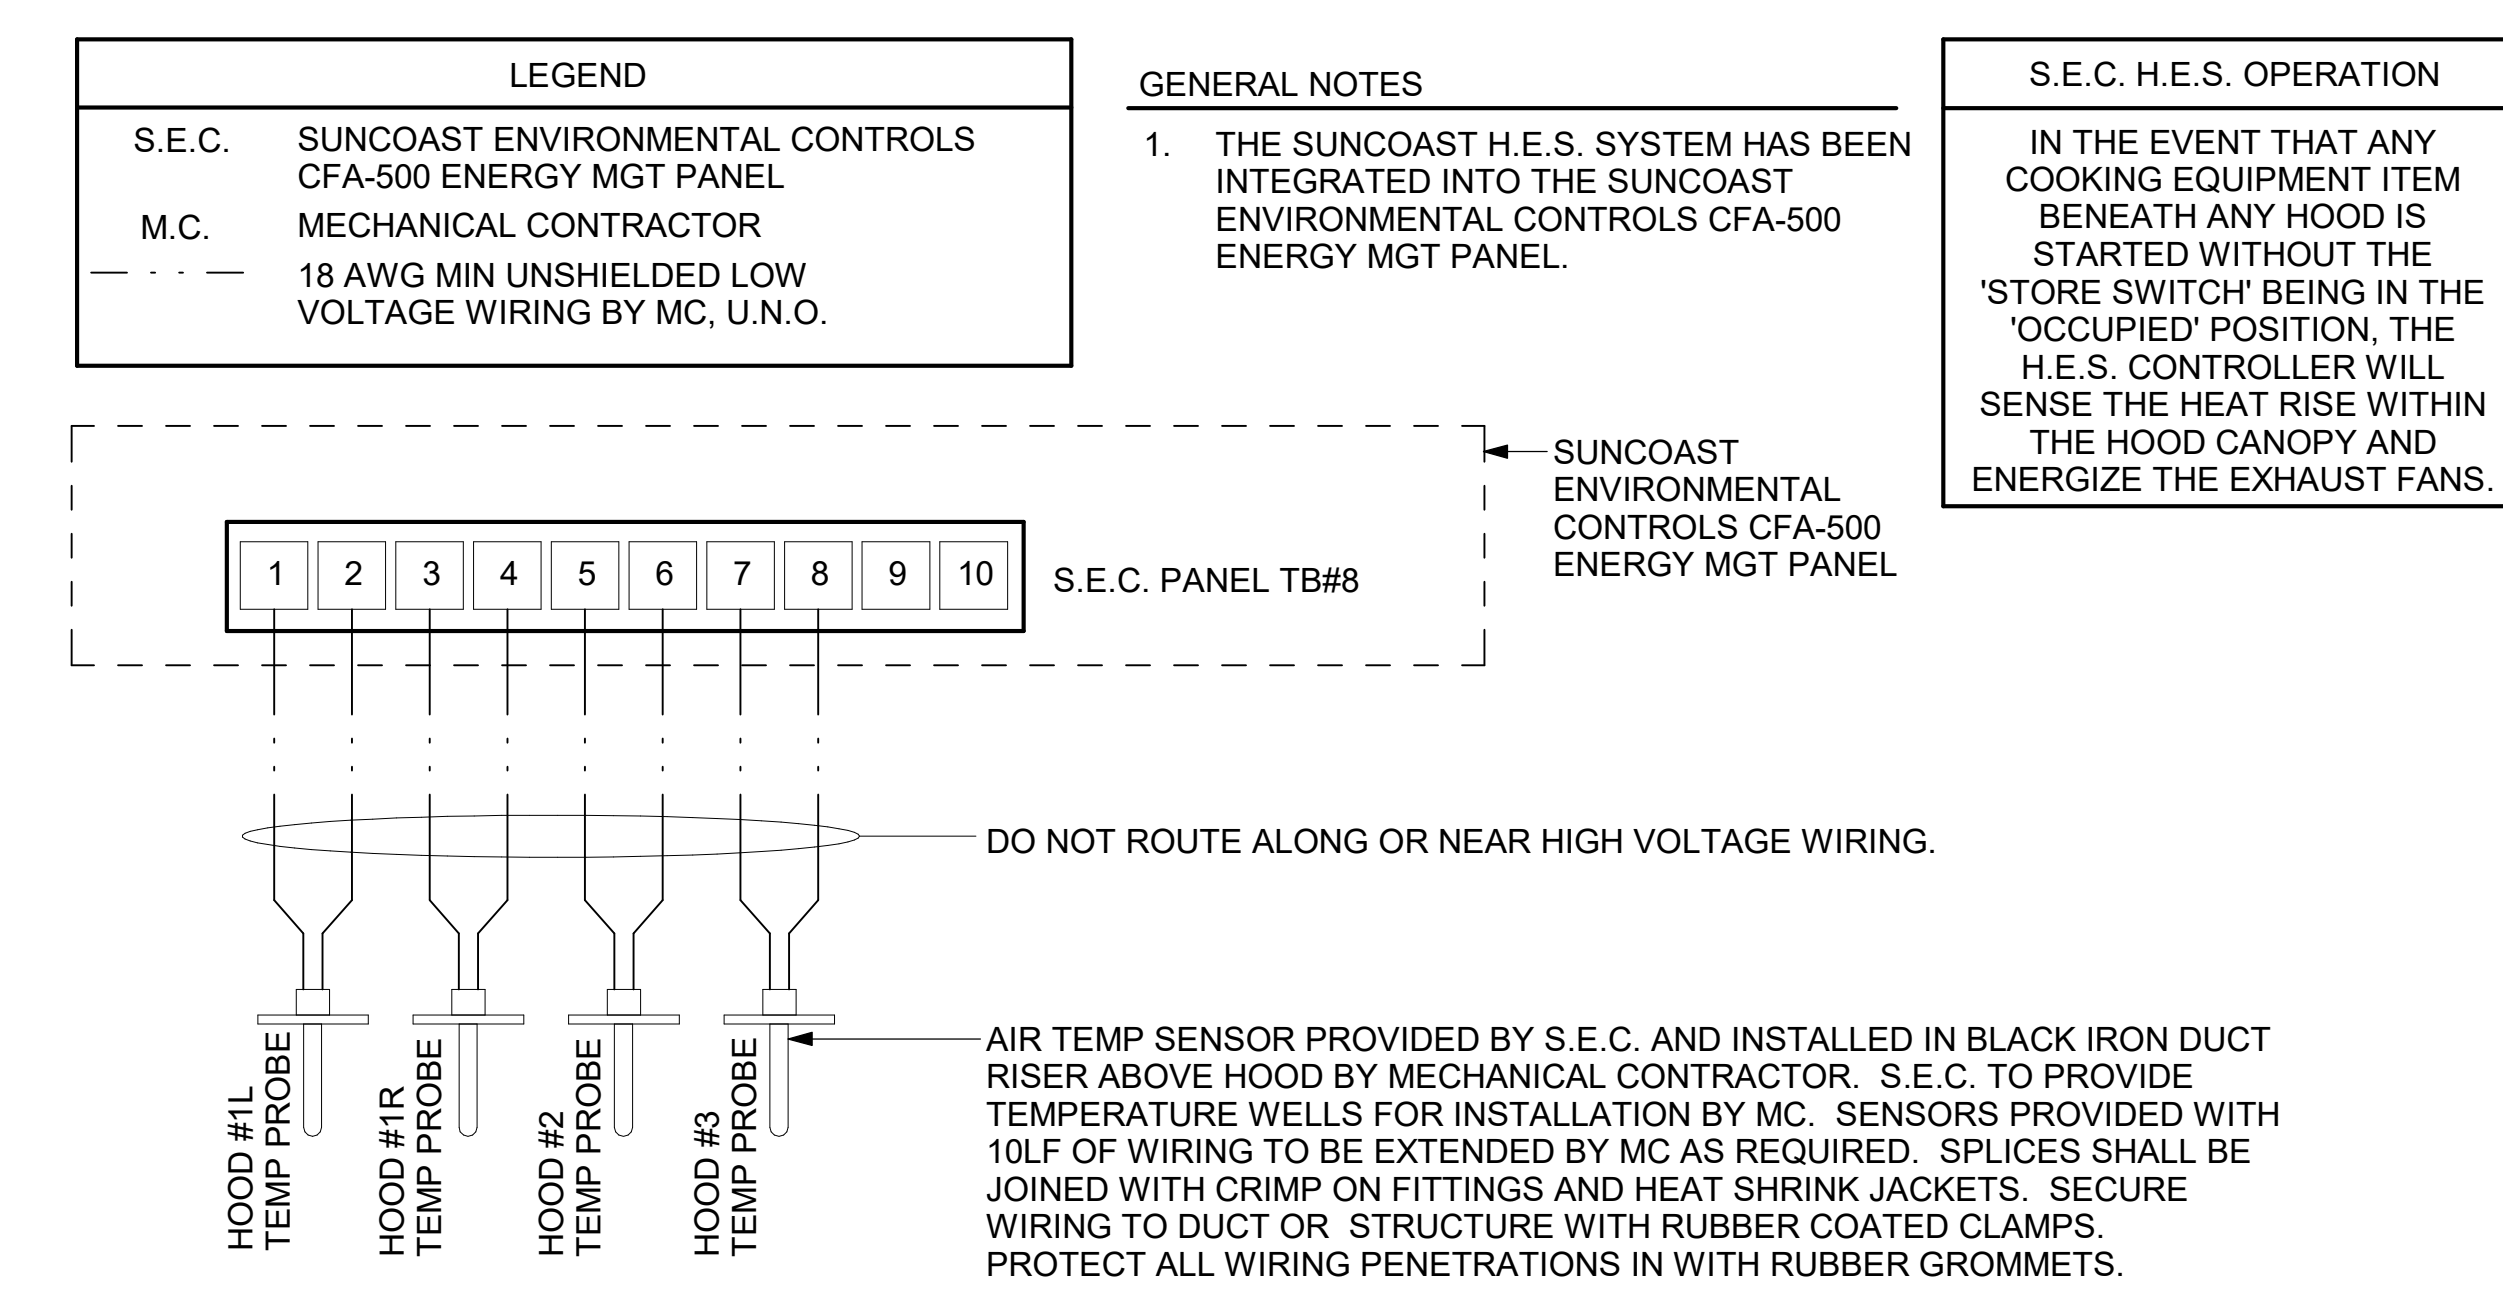 LEGEND
S.E.C. SUNCOAST ENVIRONMENTAL CONTROLS
CFA-500 ENERGY MGT PANEL
M.C. MECHANICAL CONTRACTOR
18 AWG MIN UNSHIELDED LOW
VOLTAGE WIRING BY MC, U.N.O.
GENERAL NOTES
1. THE SUNCOAST H.E.S. SYSTEM HAS BEEN
INTEGRATED INTO THE SUNCOAST
ENVIRONMENTAL CONTROLS CFA-500
ENERGY MGT PANEL.
S.E.C. H.E.S. OPERATION
IN THE EVENT THAT ANY
COOKING EQUIPMENT ITEM
BENEATH ANY HOOD IS
STARTED WITHOUT THE
'STORE SWITCH' BEING IN THE
'OCCUPIED' POSITION, THE
H.E.S. CONTROLLER WILL
SENSE THE HEAT RISE WITHIN
THE HOOD CANOPY AND
ENERGIZE THE EXHAUST FANS.
SUNCOAST
ENVIRONMENTAL
CONTROLS CFA-500
ENERGY MGT PANEL
1 2 3 4 5 6 7 8 9 10
S.E.C. PANEL TB#8
DO NOT ROUTE ALONG OR NEAR HIGH VOLTAGE WIRING.
HOOD #1L
TEMP PROBE
HOOD #1R
TEMP PROBE
HOOD #2
TEMP PROBE
HOOD #3
TEMP PROBE
AIR TEMP SENSOR PROVIDED BY S.E.C. AND INSTALLED IN BLACK IRON DUCT
RISER ABOVE HOOD BY MECHANICAL CONTRACTOR.  S.E.C. TO PROVIDE
TEMPERATURE WELLS FOR INSTALLATION BY MC.  SENSORS PROVIDED WITH
10LF OF WIRING TO BE EXTENDED BY MC AS REQUIRED.  SPLICES SHALL BE
JOINED WITH CRIMP ON FITTINGS AND HEAT SHRINK JACKETS.  SECURE
WIRING TO DUCT OR  STRUCTURE WITH RUBBER COATED CLAMPS.
PROTECT ALL WIRING PENETRATIONS IN WITH RUBBER GROMMETS.